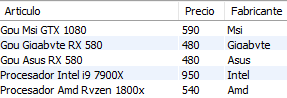 Articulo Precio Fabricante
Gpu Msi GTX 1080 590 Msi
Gpu Gigabyte RX 580 480 Gigabyte
Gpu Asus RX 580 480 Asus
Procesador Intel i9 7900X 950 Intel
Procesador Amd Ryzen 1800x 540 Amd